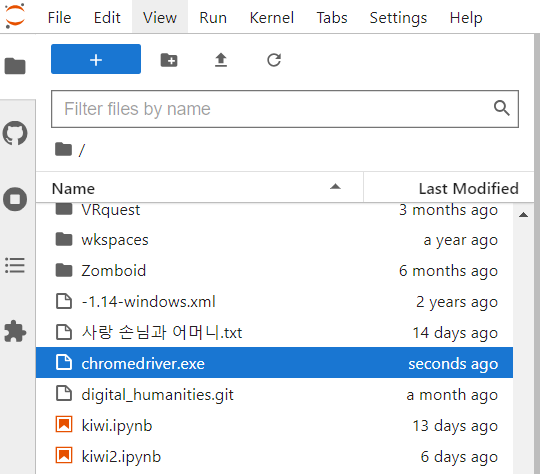 File Edit View Run Kernel Tabs Settings Help
+
Filter files by name
/
Name Last Modified
VRquest 3 months ago
wkspaces a year ago
Zomboid 6 months ago
-1.14-windows.xml 2 years ago
사랑 손님과 어머니.txt 14 days ago
chromedriver.exe seconds ago
digital_humanities.git a month ago
kiwi.ipynb 13 days ago
kiwi2.ipynb 6 days ago